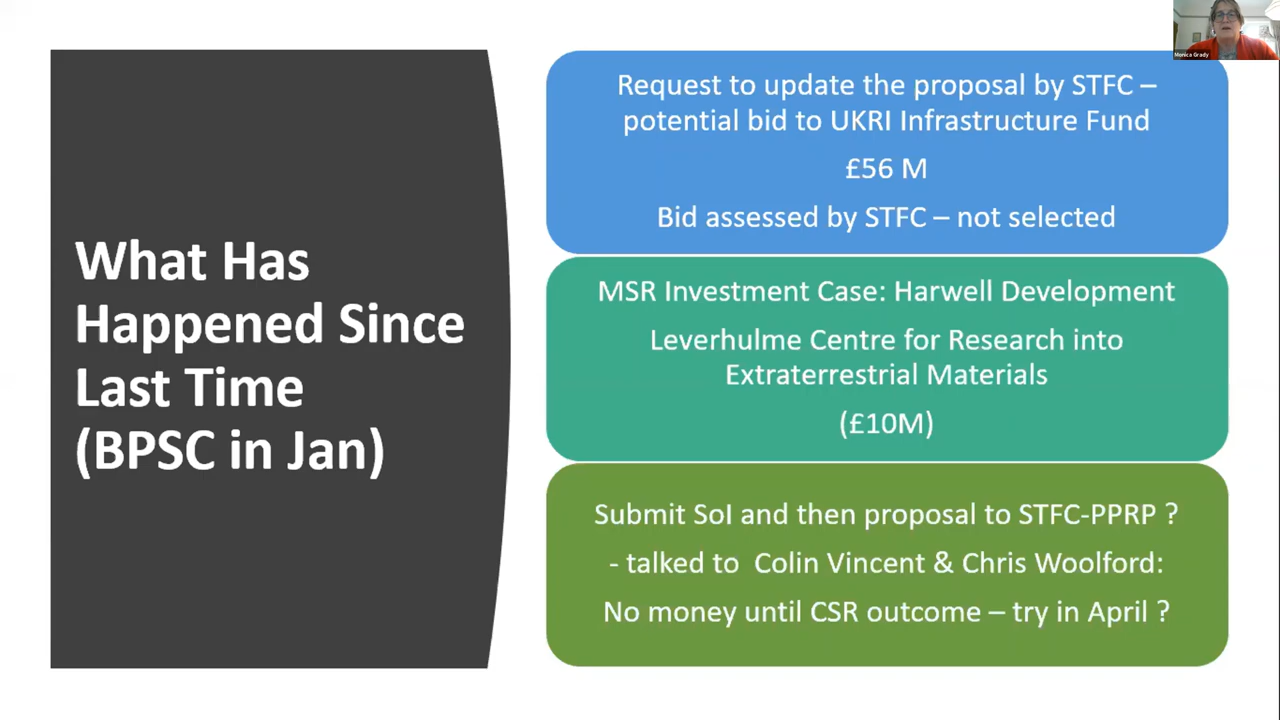 What Has
Happened Since
Last Time
(BPSC in Jan)
Request to update the proposal by STFC –
potential bid to UKRI Infrastructure Fund
£56 M
Bid assessed by STFC – not selected
MSR Investment Case: Harwell Development
Leverhulme Centre for Research into
Extraterrestrial Materials
(£10M)
Submit SoI and then proposal to STFC-PPRP ?
- talked to  Colin Vincent & Chris Woolford:
No money until CSR outcome – try in April ?
Monica Grady